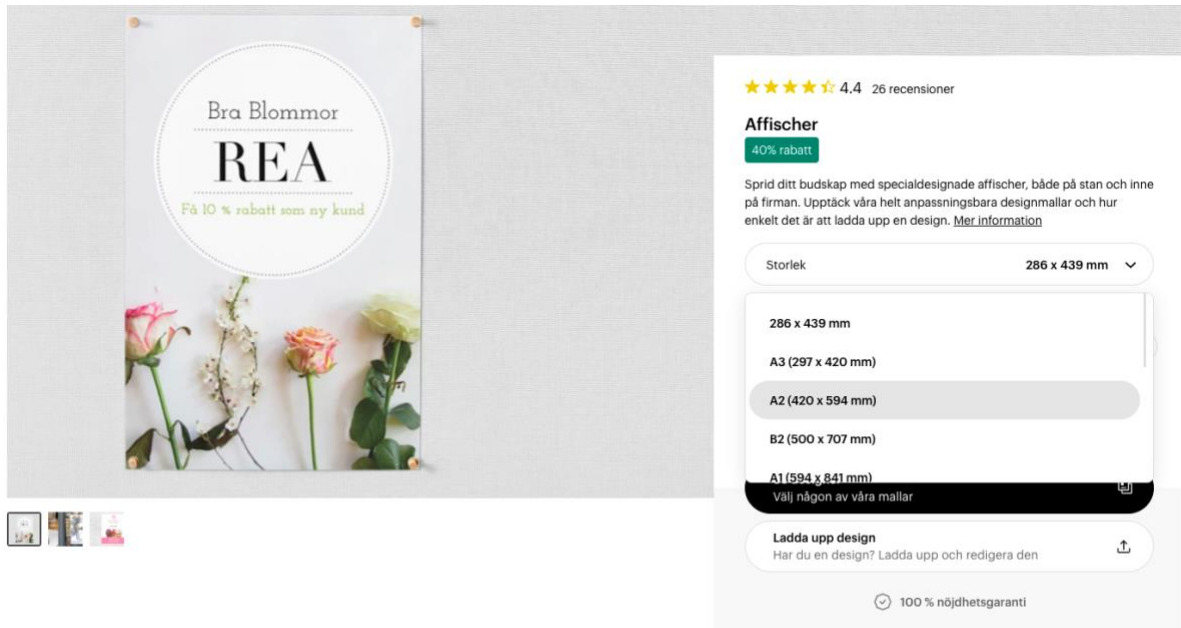 Bra Blommor
REA
Få 10 % rabatt som ny kund
4.4 26 recensioner
Affischer
40% rabatt
Sprid ditt budskap med specialdesignade affischer, både på stan och inne
på firman. Upptäck våra helt anpassningsbara designmallar och hur
enkelt det är att ladda upp en design. Mer information
Storlek 286 x 439 mm
286 x 439 mm
A3 (297 x 420 mm)
A2 (420 x 594 mm)
B2 (500 x 707 mm)
A1 (594 x 841 mm)
Välj någon av våra mallar
Ladda upp design
Har du en design? Ladda upp och redigera den
100 % nöjdhetsgaranti